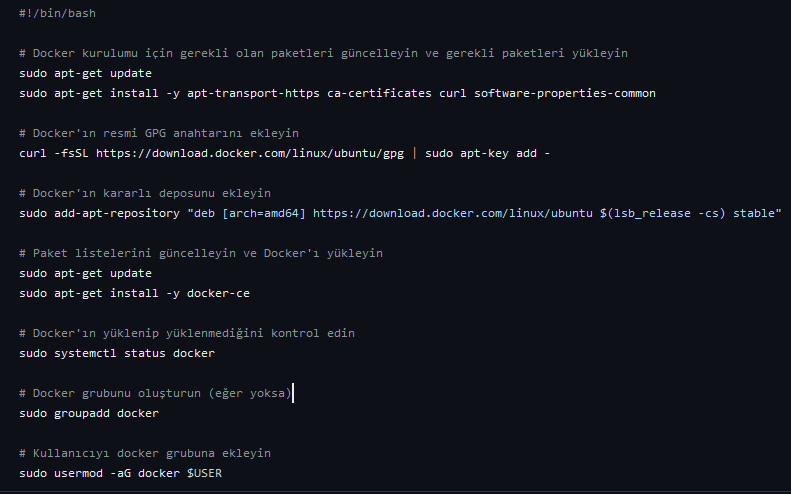 #!/bin/bash
# Docker kurulumu için gerekli olan paketleri güncelleyin ve gerekli paketleri yükleyin
sudo apt-get update
sudo apt-get install -y apt-transport-https ca-certificates curl software-properties-common
# Docker'ın resmi GPG anahtarını ekleyin
curl -fsSL https://download.docker.com/linux/ubuntu/gpg | sudo apt-key add -
# Docker'ın kararlı deposunu ekleyin
sudo add-apt-repository "deb [arch=amd64] https://download.docker.com/linux/ubuntu $(lsb_release -cs) stable"
# Paket listelerini güncelleyin ve Docker'ı yükleyin
sudo apt-get update
sudo apt-get install -y docker-ce
# Docker'ın yüklenip yüklenmediğini kontrol edin
sudo systemctl status docker
# Docker grubunu oluşturun (eğer yoksa)
sudo groupadd docker
# Kullanıcıyı docker grubuna ekleyin
sudo usermod -aG docker $USER